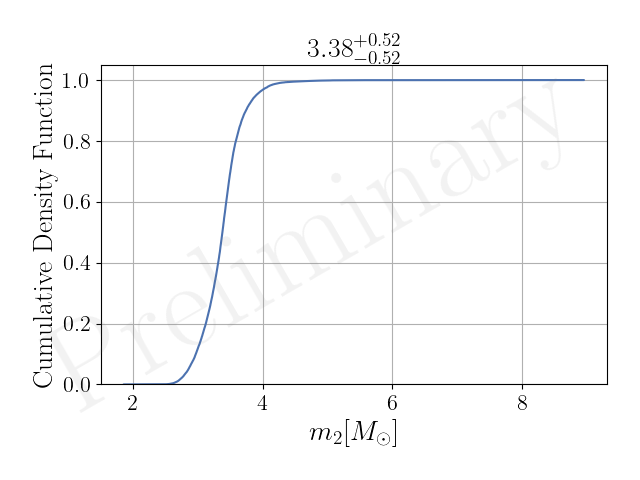 3.38^{+0.52}_{-0.52}
Cumulative Density Function
1.0
0.8
0.6
0.4
0.2
0.0
2 4 6 8
m_2[M_⊙]
Preliminary